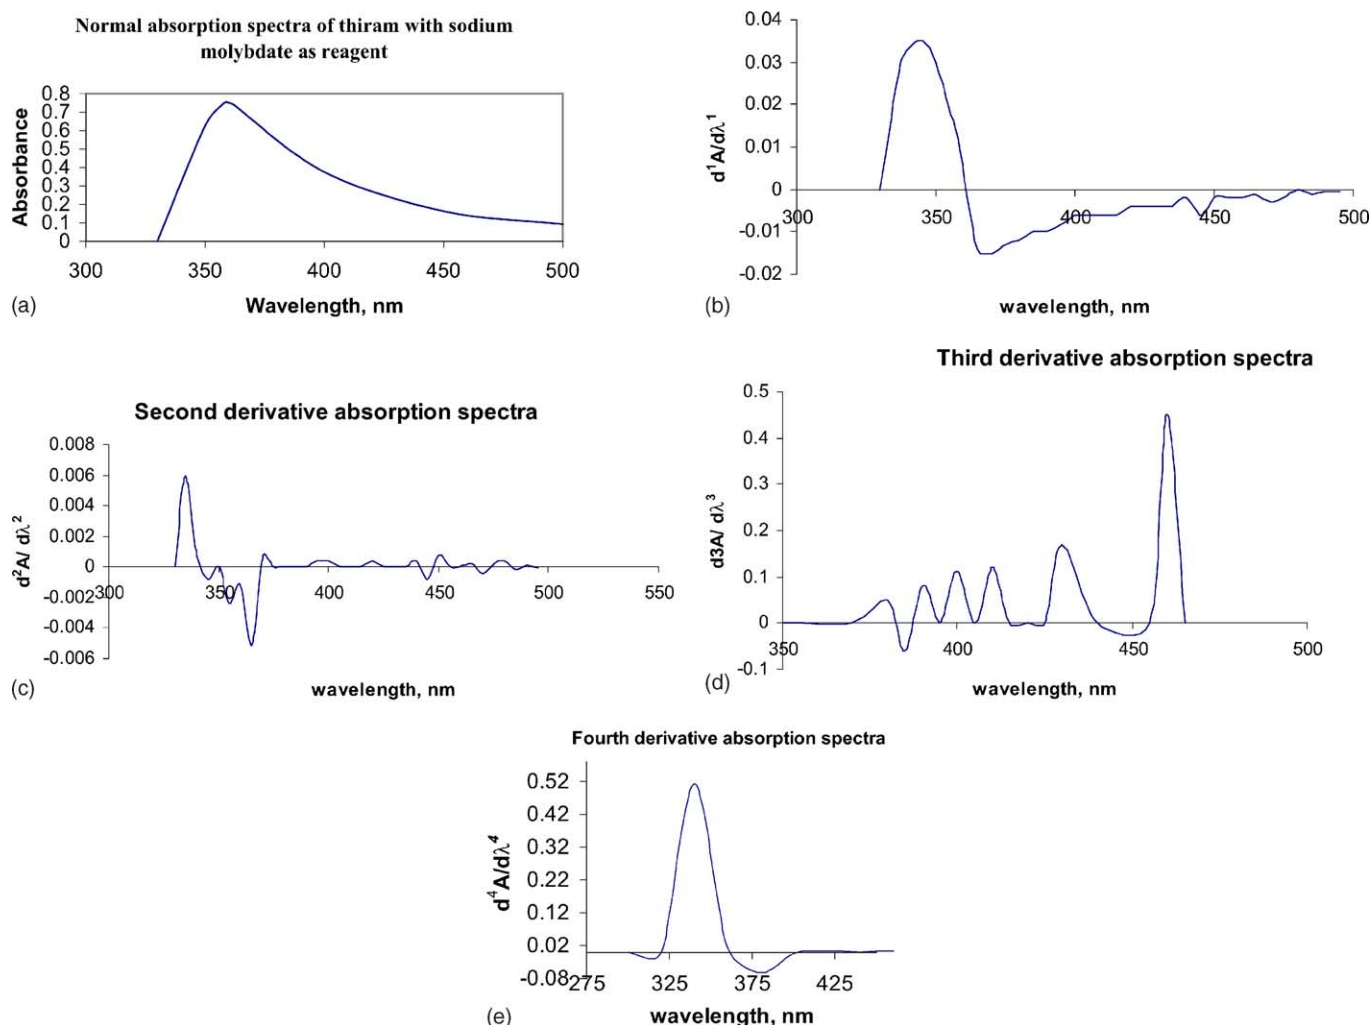 Normal absorption spectra of thiram with sodium
molybdate as reagent
0.8
0.7
0.6
0.5
0.4
0.3
0.2
0.1
0
Absorbance
300 350 400 450 500
Wavelength, nm
(a)
0.04
0.03
0.02
0.01
0
-0.01
-0.02
d¹A/dλ¹
300 350 400 450 500
wavelength, nm
(b)
Second derivative absorption spectra
0.008
0.006
0.004
0.002
0
-0.002
-0.004
-0.006
d²A/ dλ²
300 350 400 450 500 550
wavelength, nm
(c)
Third derivative absorption spectra
0.5
0.4
0.3
0.2
0.1
0
-0.1
d3A/ dλ³
350 400 450 500
wavelength, nm
(d)
Fourth derivative absorption spectra
0.52
0.42
0.32
0.22
0.12
0.02
-0.08
d⁴A/dλ⁴
275 325 375 425
wavelength, nm
(e)